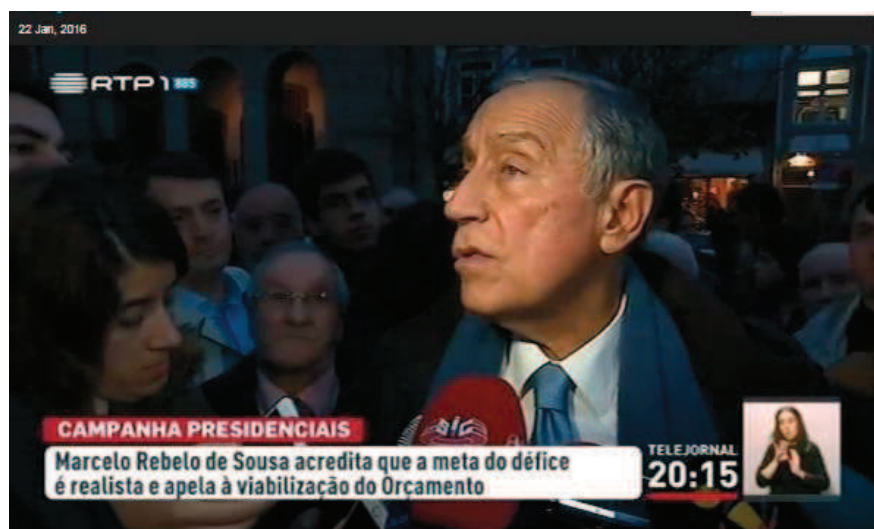 22 Jan, 2016
RTP 1
CAMPANHA PRESIDENCIAIS
Marcelo Rebelo de Sousa acredita que a meta do défice
é realista e apela à viabilização do Orçamento
TELEJORNAL
20:15
SIC